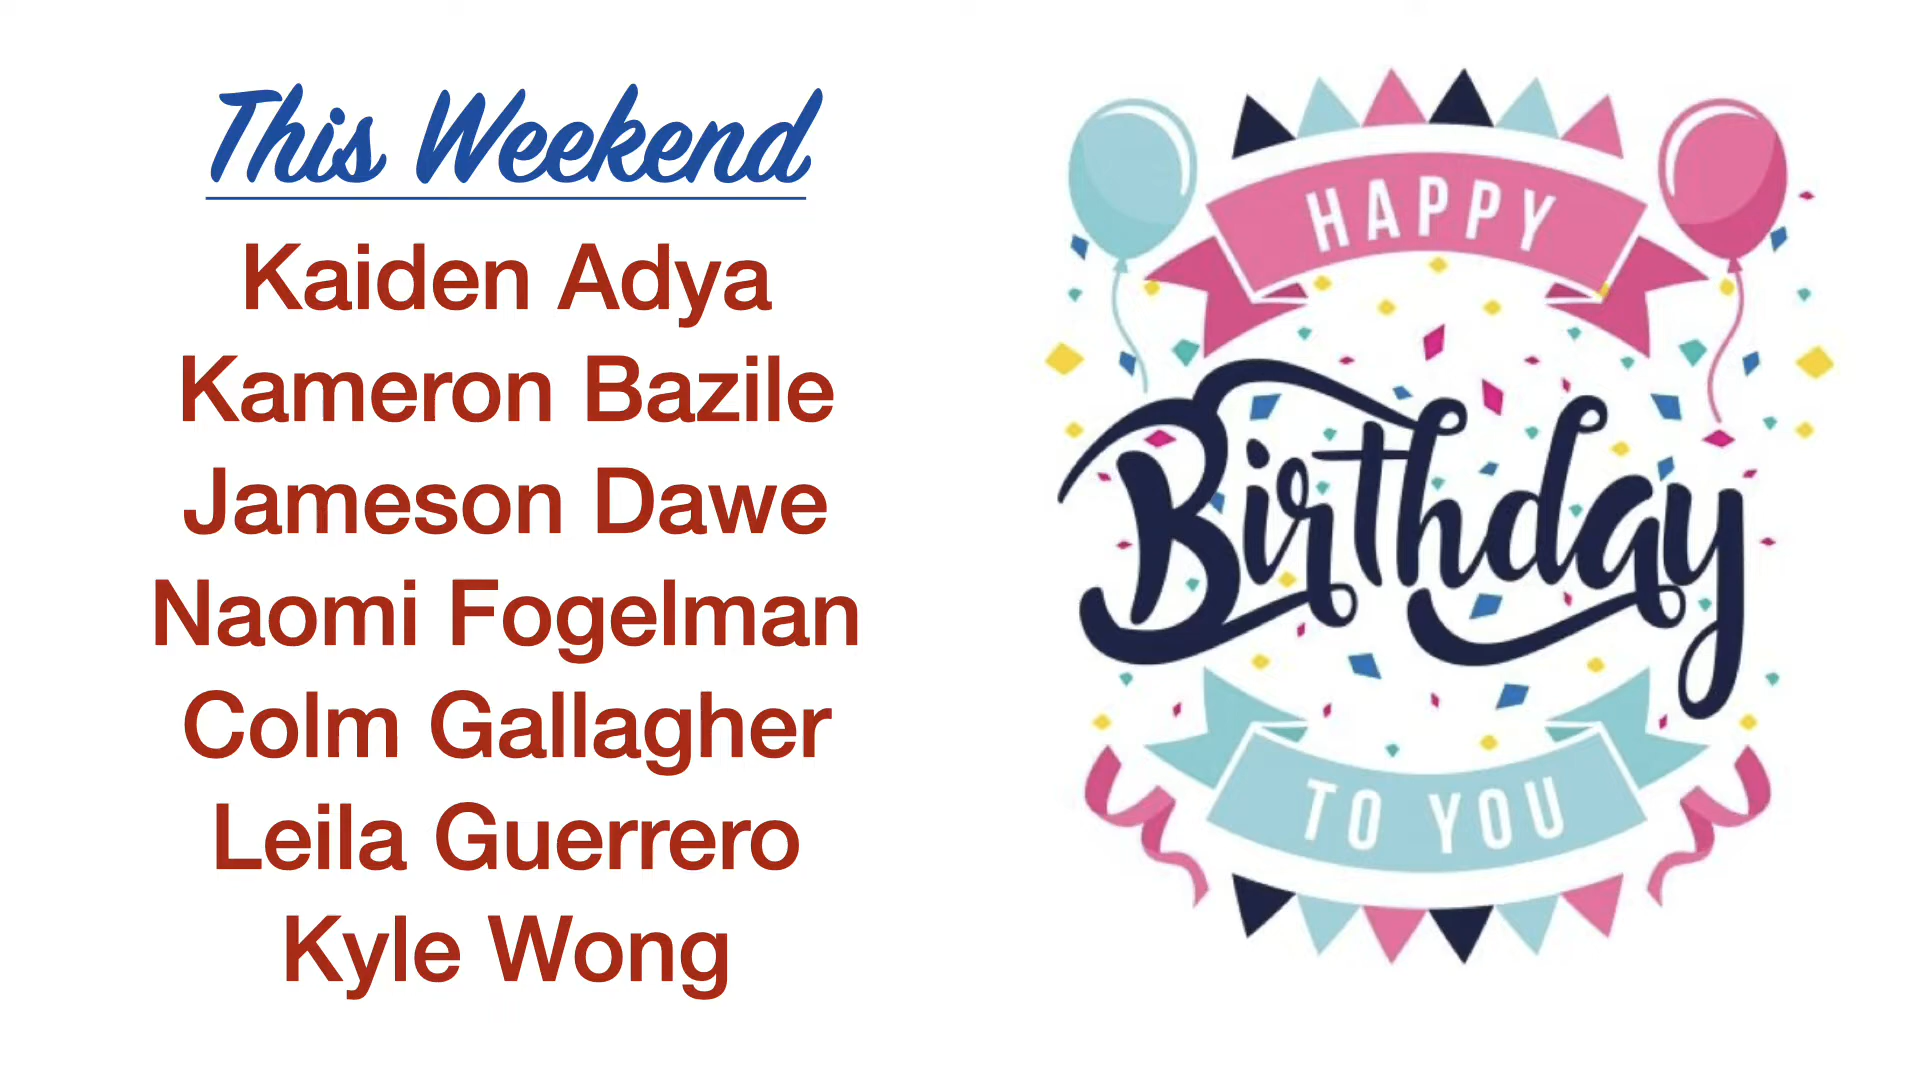 This Weekend
Kaiden Adya
Kameron Bazile
Jameson Dawe
Naomi Fogelman
Colm Gallagher
Leila Guerrero
Kyle Wong
HAPPY
Birthday
TO YOU